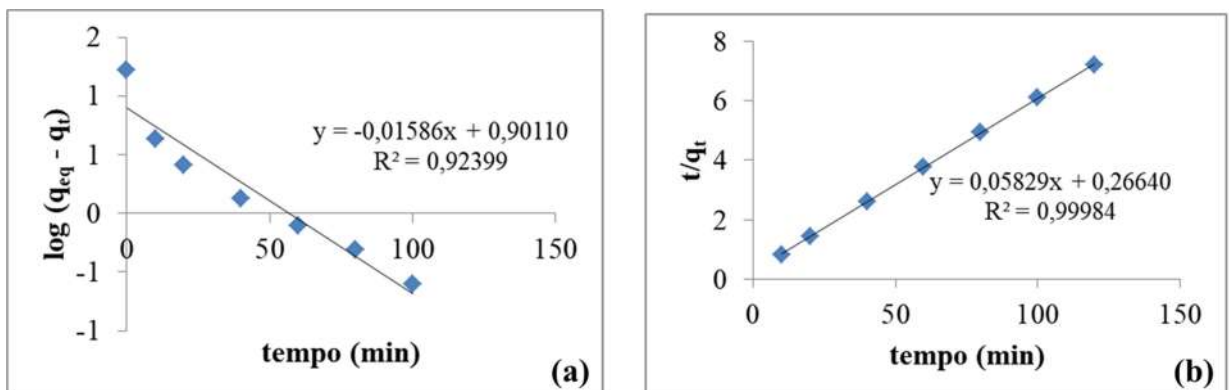 2
1
1
0
-1
-1
0
50
100
150
log (qeq - qt)
y = -0,01586x + 0,90110
R² = 0,92399
tempo (min)
(a)
8
6
4
2
0
0
50
100
150
t/qt
y = 0,05829x + 0,26640
R² = 0,99984
tempo (min)
(b)